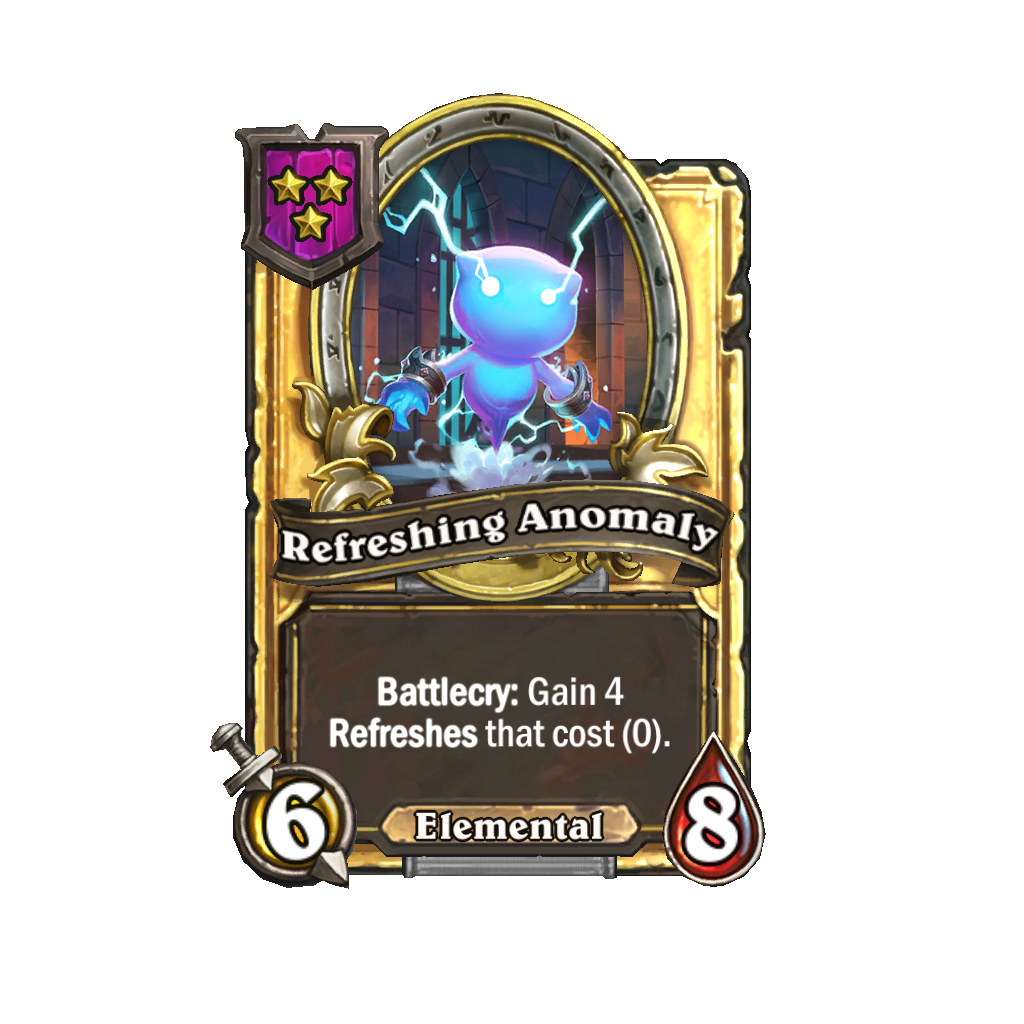 Refreshing Anomaly
Battlecry: Gain 4
Refreshes that cost (0).
6
Elemental
8